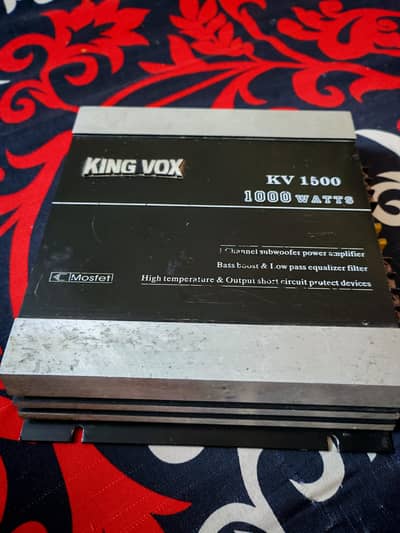 KING VOX
KV 1500
1000 WATTS
1 Channel subwoofer power amplifier
Bass boost & Low pass equalizer filter
Mosfet
High temperature & Output short circuit protect devices